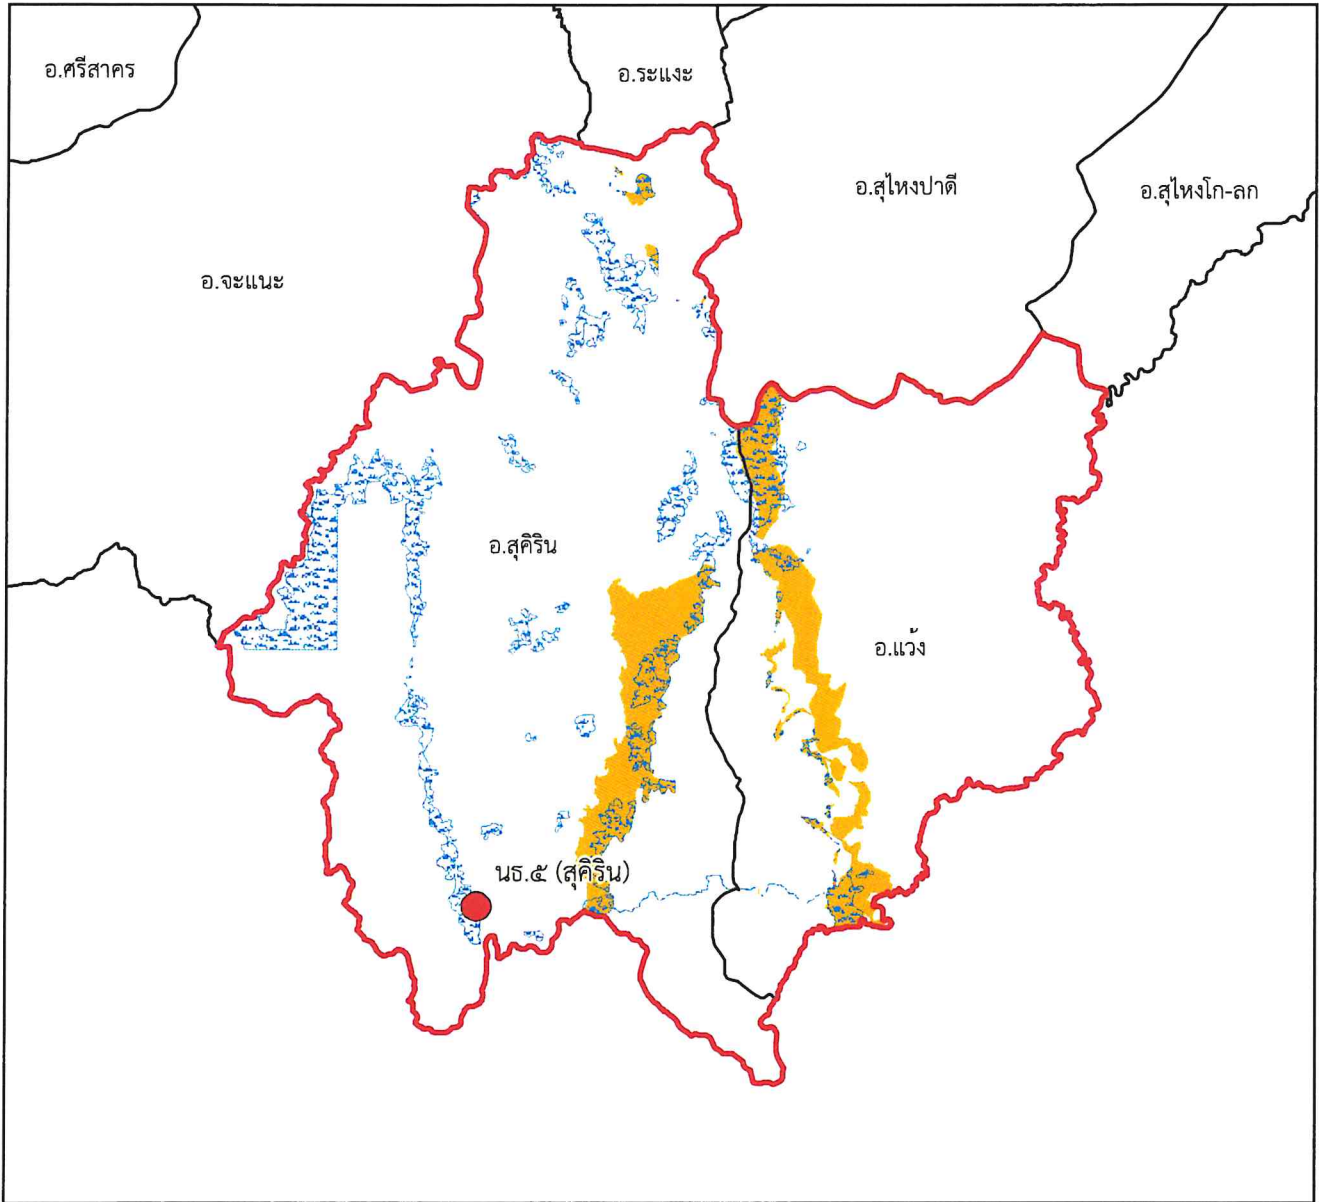 อ.ศรีสาคร
อ.ระแงะ
อ.สุไหงปาดี
อ.สุไหงโก-ลก
อ.จะแนะ
อ.สุคิริน
อ.แว้ง
นธ.๕ (สุคิริน)